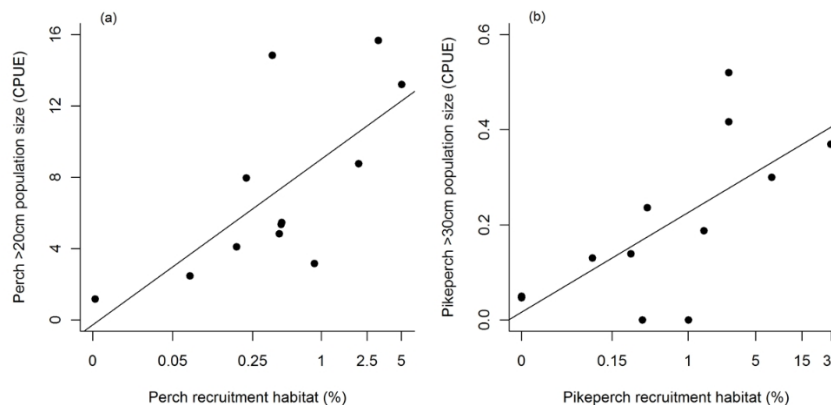 (a)
Perch >20cm population size (CPUE)
16
12
8
4
0
0 0.05 0.25 1 2.5 5
Perch recruitment habitat (%)
(b)
Pikeperch >30cm population size (CPUE)
0.6
0.4
0.2
0.0
0 0.15 1 5 15 3
Pikeperch recruitment habitat (%)